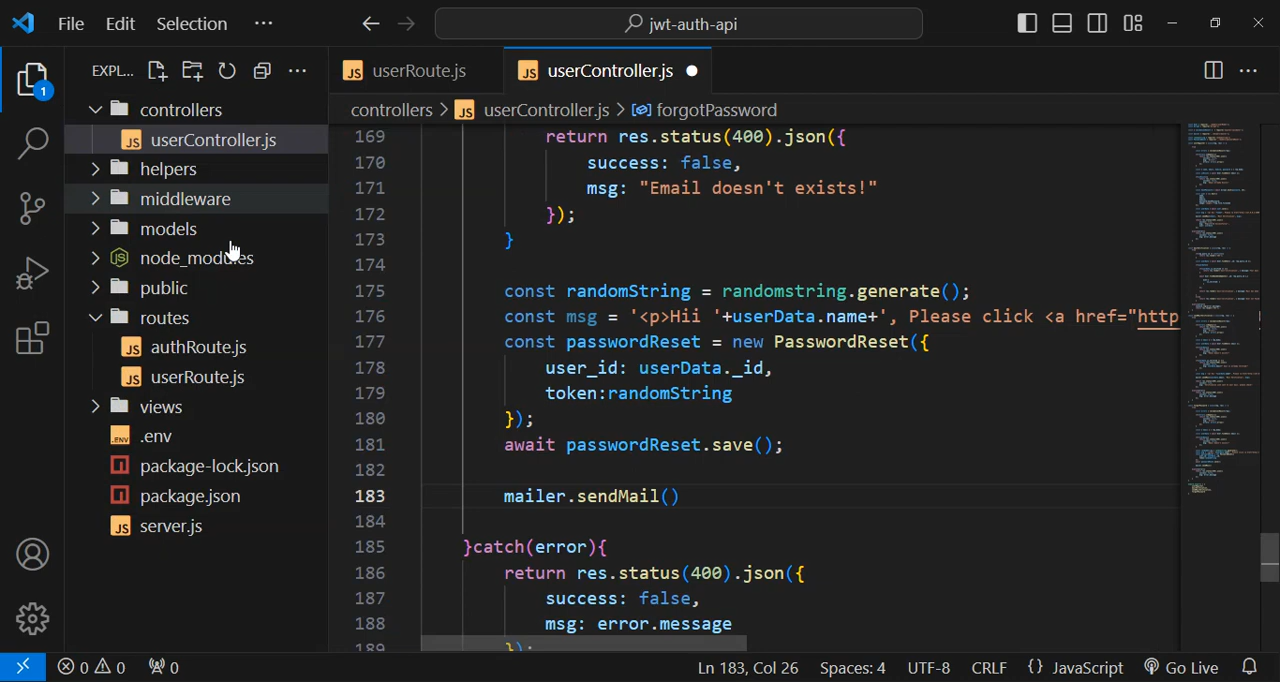 File Edit Selection ··· jwt-auth-api
EXPL... ···
userRoute.js userController.js ● ···
controllers > userController.js > forgotPassword
controllers
userController.js
helpers
middleware
models
node_modules
public
routes
authRoute.js
userRoute.js
views
.env
package-lock.json
package.json
server.js
1
169 return res.status(400).json({
170 success: false,
171 msg: "Email doesn't exists!"
172 });
173 }
174
175 const randomString = randomstring.generate();
176 const msg = '<p>Hii '+userData.name+', Please click <a href="http
177 const passwordReset = new PasswordReset({
178 user_id: userData._id,
179 token:randomString
180 });
181 await passwordReset.save();
182
183 mailer.sendMail()
184
185 }catch(error){
186 return res.status(400).json({
187 success: false,
188 msg: error.message
189 });
0 0 0 Ln 183, Col 26 Spaces: 4 UTF-8 CRLF {} JavaScript Go Live